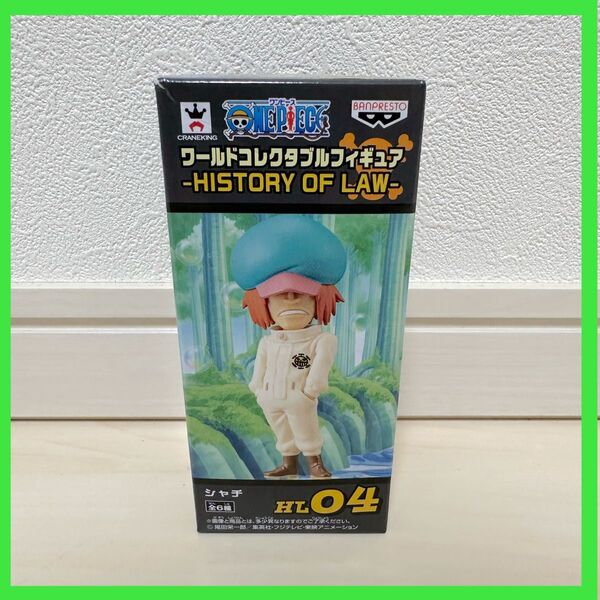 CRANEKING
ワンピース
ONE PIECE
BANPRESTO
ワールドコレクタブルフィギュア
-HISTORY OF LAW-
シャチ
全6種
HL04
※画像と商品とは、多少異なりますのでご了承ください。
© 尾田栄一郎／集英社・フジテレビ・東映アニメーション